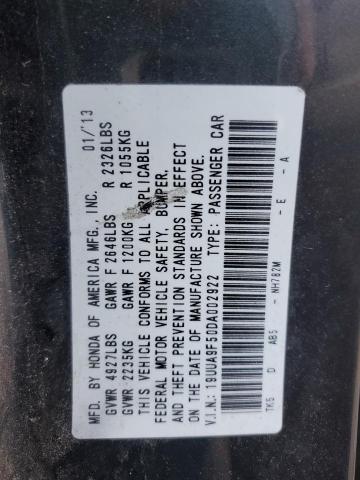 MFD. BY HONDA OF AMERICA MFG., INC. 01/'13
GVWR 4927LBS GAWR F 2646LBS R 2326LBS
GVWR 2235KG GAWR F 1200KG R 1055KG
THIS VEHICLE CONFORMS TO ALL APPLICABLE
FEDERAL MOTOR VEHICLE SAFETY, BUMPER,
AND THEFT PREVENTION STANDARDS IN EFFECT
ON THE DATE OF MANUFACTURE SHOWN ABOVE.
V.I.N.: 19UUA9F50DA002922 TYPE: PASSENGER CAR
TK5 D AB5 - NH782M - E - A